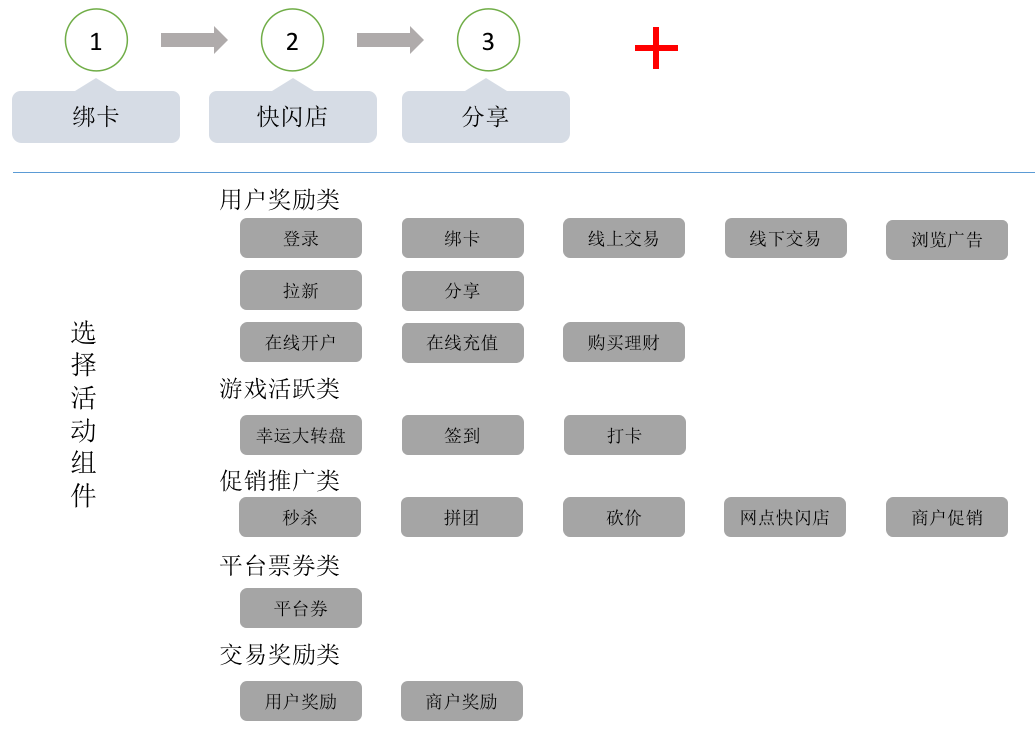 1
2
3
绑卡
快闪店
分享
用户奖励类
登录
绑卡
线上交易
线下交易
浏览广告
拉新
分享
在线开户
在线充值
购买理财
选择活动组件
游戏活跃类
幸运大转盘
签到
打卡
促销推广类
秒杀
拼团
砍价
网点快闪店
商户促销
平台票券类
平台券
交易奖励类
用户奖励
商户奖励